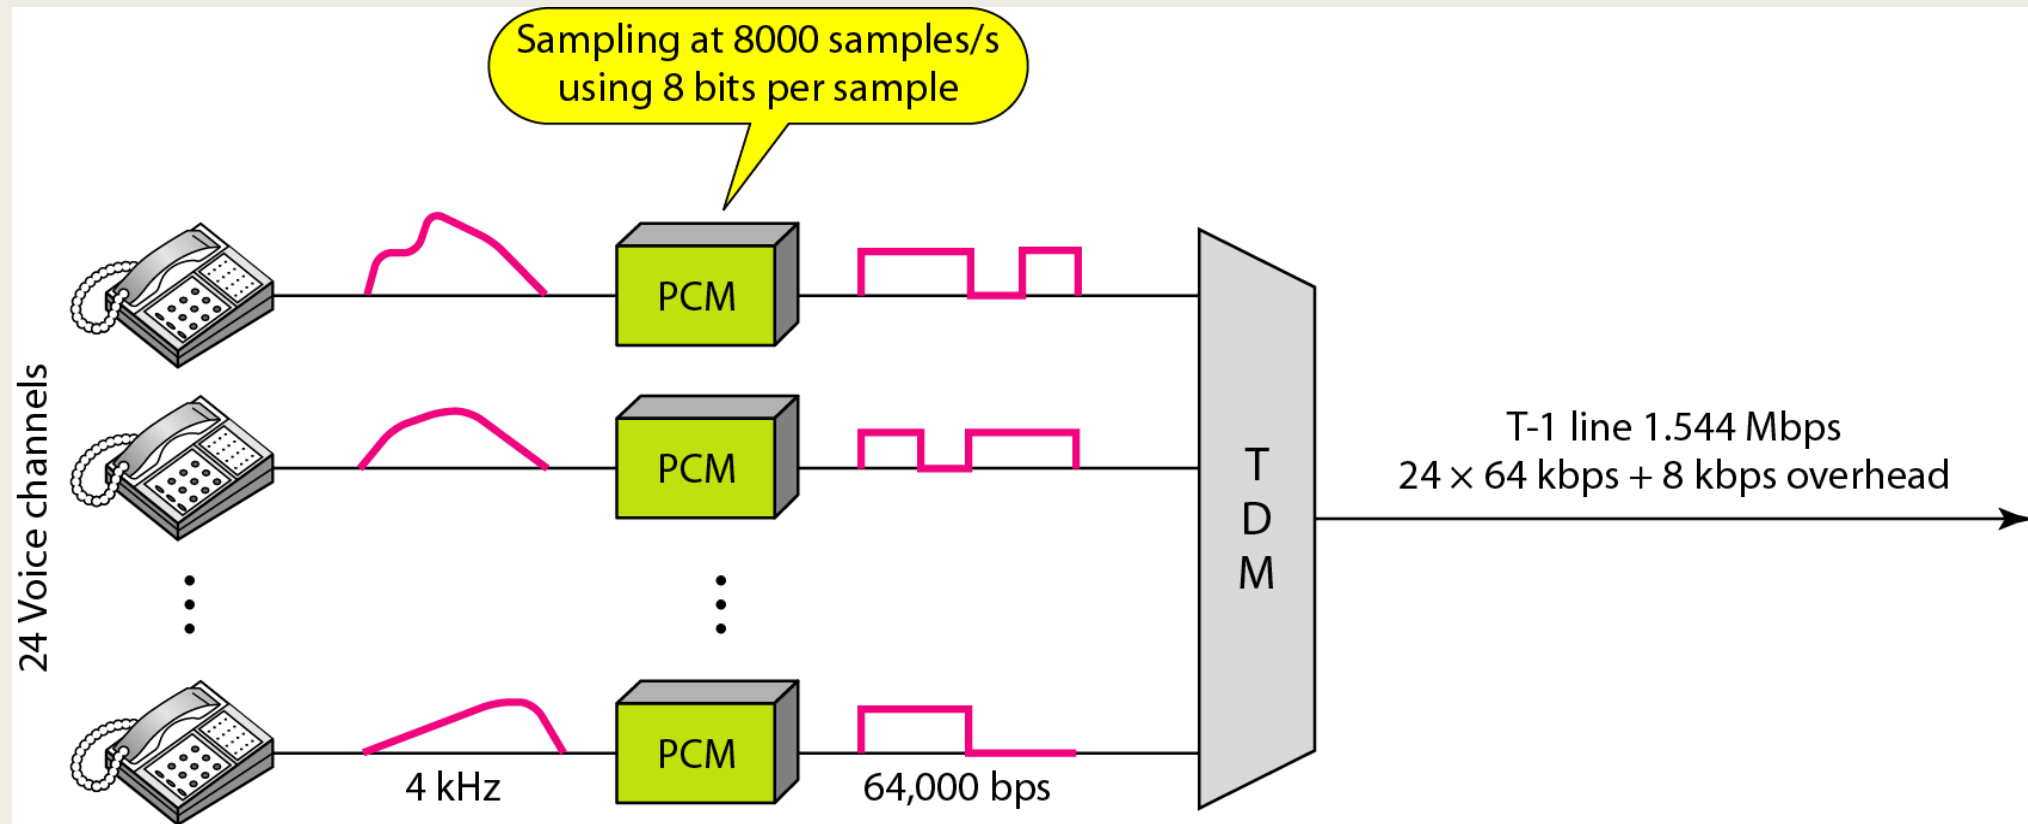 Sampling at 8000 samples/s
using 8 bits per sample
24 Voice channels
PCM
PCM
PCM
4 kHz
64,000 bps
T
D
M
T-1 line 1.544 Mbps
24 × 64 kbps + 8 kbps overhead